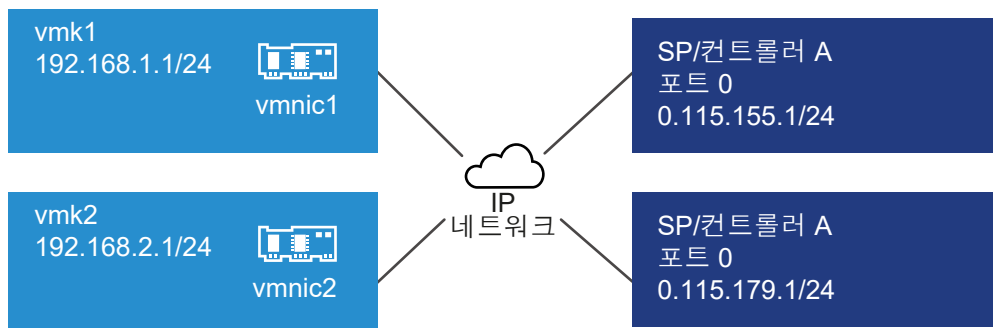 vmk1
192.168.1.1/24
vmnic1
SP/컨트롤러 A
포트 0
0.115.155.1/24
IP
네트워크
vmk2
192.168.2.1/24
vmnic2
SP/컨트롤러 A
포트 0
0.115.179.1/24